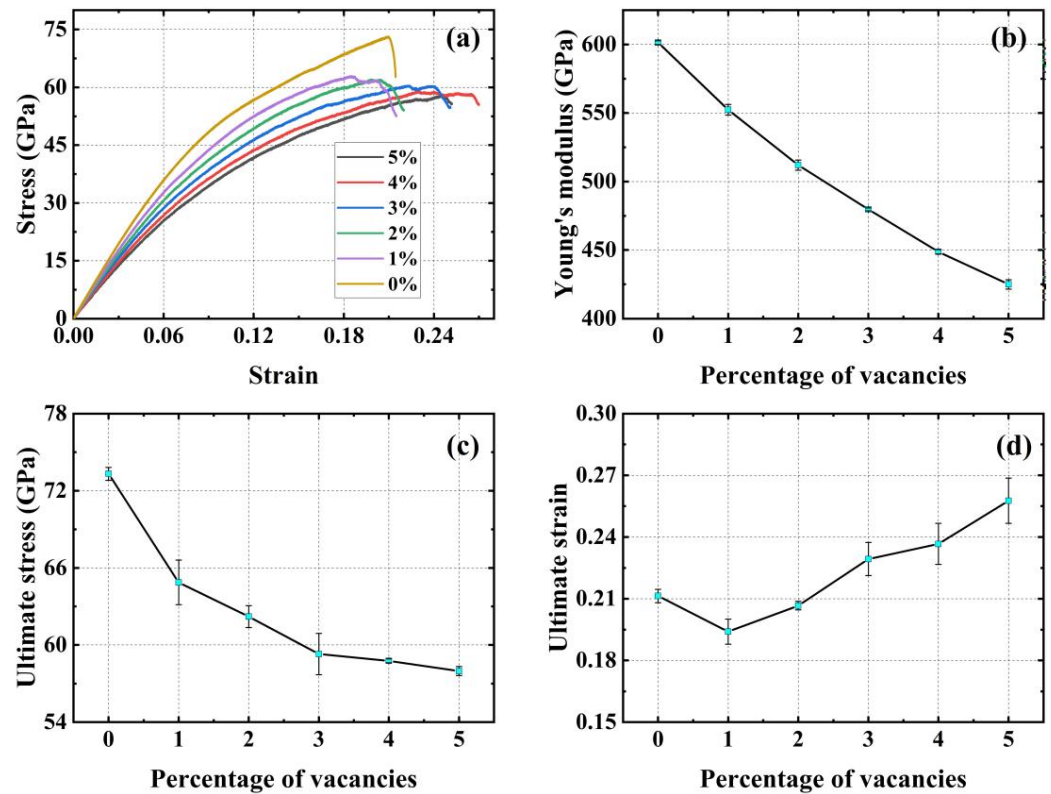 (a)
Stress (GPa)
75
60
45
30
15
0
5%
4%
3%
2%
1%
0%
0.00 0.06 0.12 0.18 0.24
Strain
(b)
Young's modulus (GPa)
600
550
500
450
400
0 1 2 3 4 5
Percentage of vacancies
(c)
Ultimate stress (GPa)
78
72
66
60
54
0 1 2 3 4 5
Percentage of vacancies
(d)
Ultimate strain
0.30
0.27
0.24
0.21
0.18
0.15
0 1 2 3 4 5
Percentage of vacancies